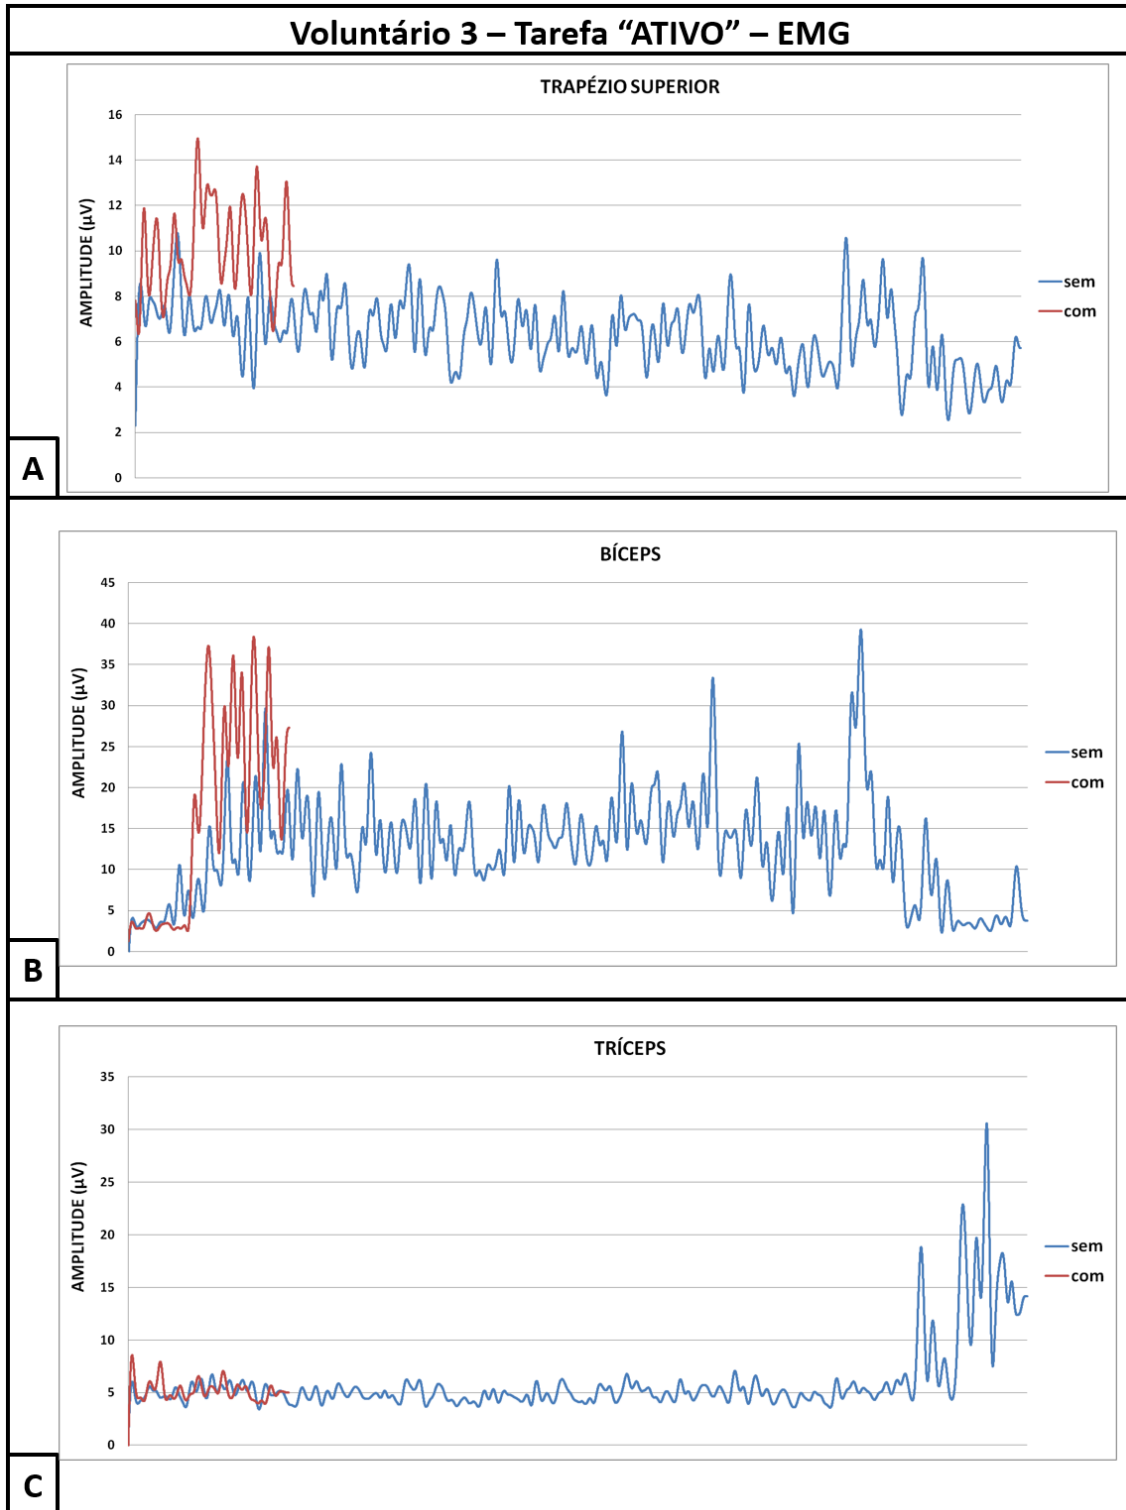 Voluntário 3 – Tarefa “ATIVO” – EMG
TRAPÉZIO SUPERIOR
AMPLITUDE (µV)
16
14
12
10
8
6
4
2
0
sem
com
A
BÍCEPS
AMPLITUDE (µV)
45
40
35
30
25
20
15
10
5
0
sem
com
B
TRÍCEPS
AMPLITUDE (µV)
35
30
25
20
15
10
5
0
sem
com
C